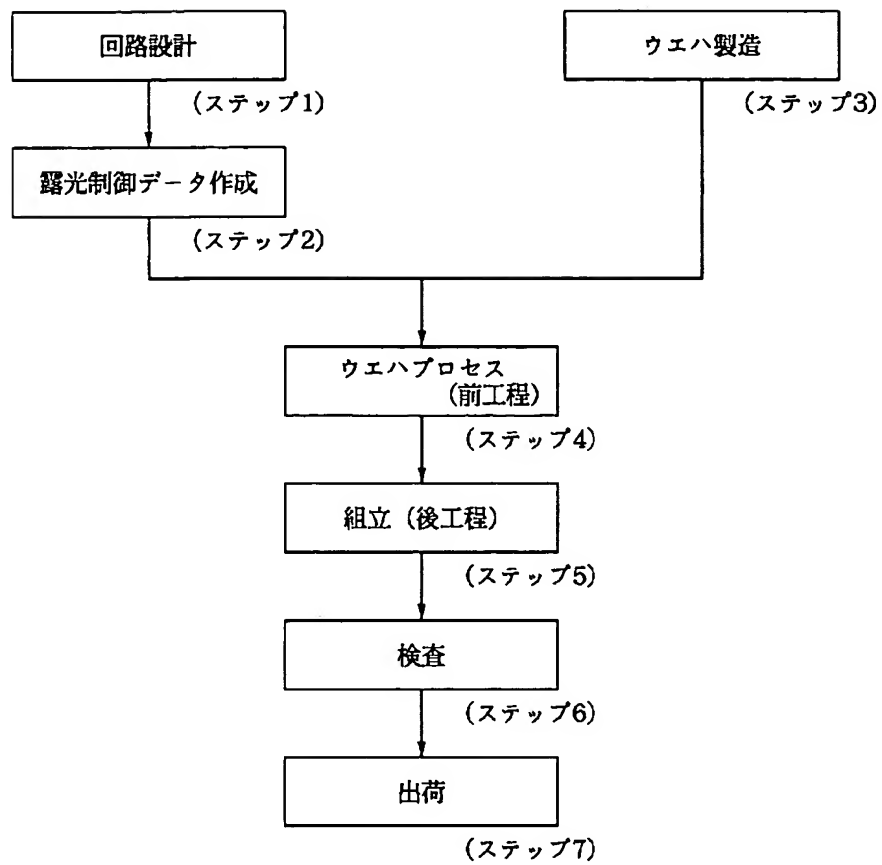 回路設計
(ステップ1)
ウエハ製造
(ステップ3)
露光制御データ作成
(ステップ2)
ウエハプロセス
(前工程)
(ステップ4)
組立(後工程)
(ステップ5)
検査
(ステップ6)
出荷
(ステップ7)